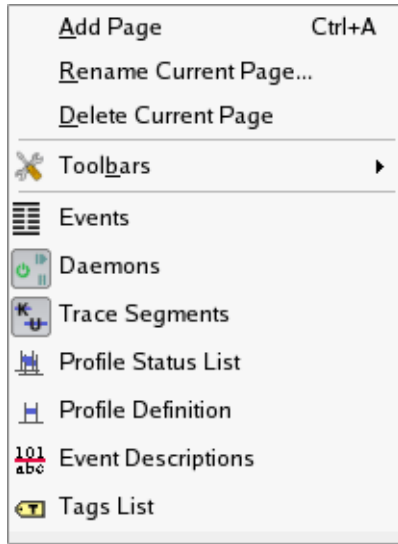 Add Page Ctrl+A
Rename Current Page...
Delete Current Page
Toolbars
Events
Daemons
K U Trace Segments
Profile Status List
Profile Definition
101
abc Event Descriptions
T Tags List